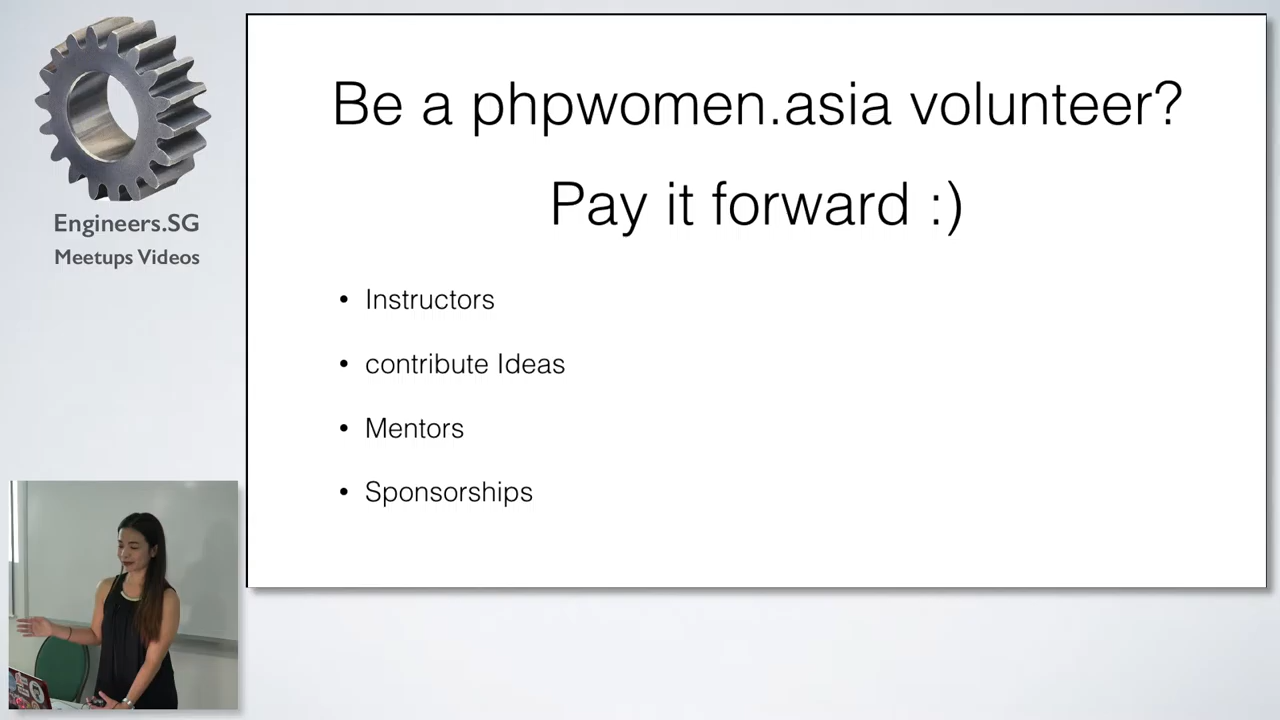 Be a phpwomen.asia volunteer?
Pay it forward :)
Engineers.SG
Meetups Videos
• Instructors
• contribute Ideas
• Mentors
• Sponsorships